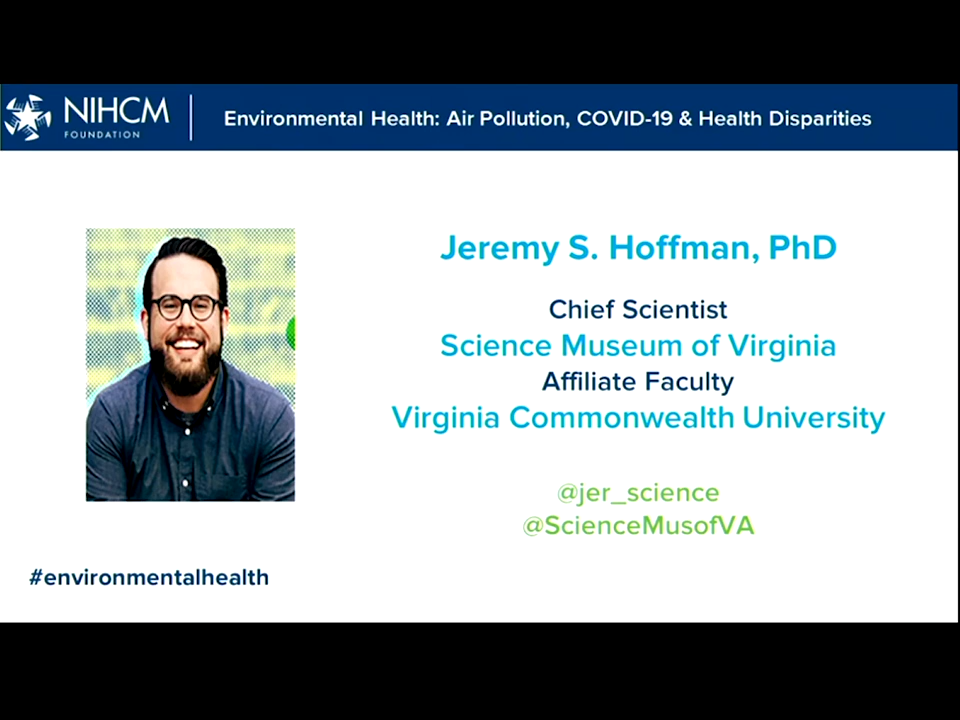 NIHCM
FOUNDATION
Environmental Health: Air Pollution, COVID-19 & Health Disparities
Jeremy S. Hoffman, PhD
Chief Scientist
Science Museum of Virginia
Affiliate Faculty
Virginia Commonwealth University
@jer_science
@ScienceMusofVA
#environmentalhealth